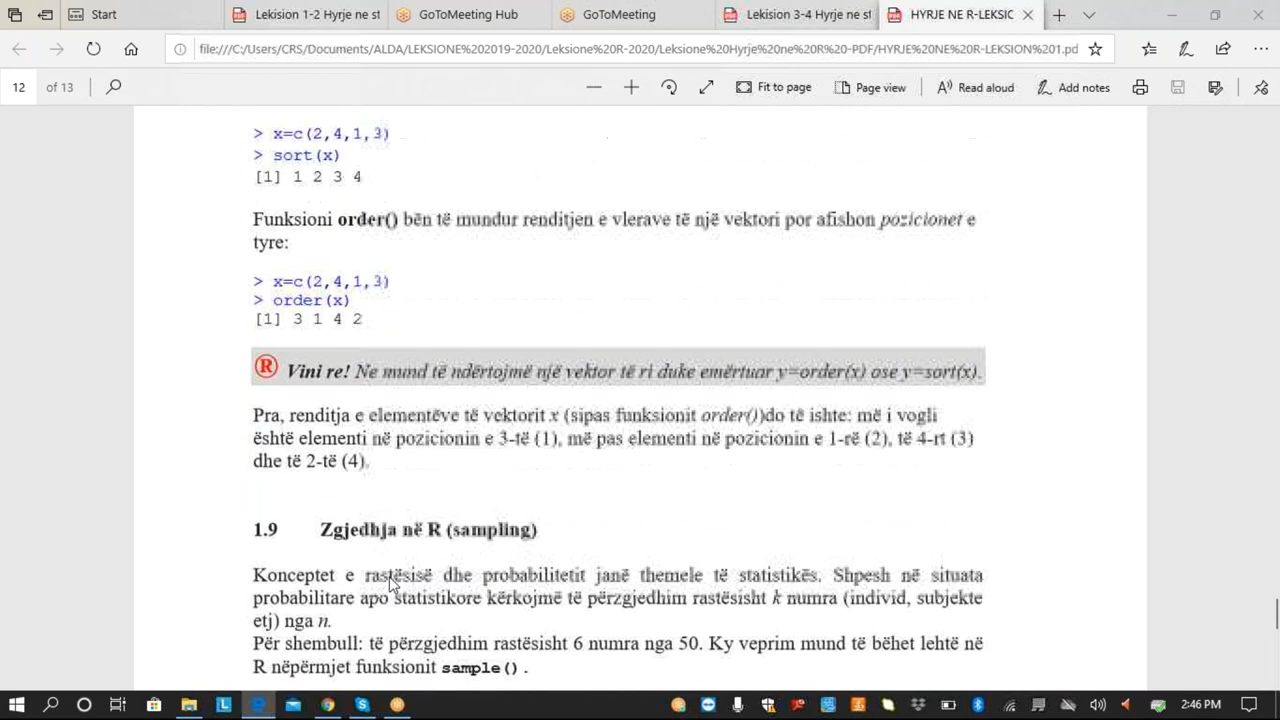 Start
Lekision 1-2 Hyrje ne st
GoToMeeting Hub
GoToMeeting
Lekision 3-4 Hyrje ne st
HYRJE NE R-LEKSIC
file:///C:/Users/CRS/Documents/ALDA/LEKSIONE%202019-2020/Leksione%20R-2020/Leksione%20Hyrje%20ne%20R%20-PDF/HYRJE%20NE%20R-LEKSION%201.pd
12 of 13
Fit to page
Page view
Read aloud
Add notes
> x=c(2,4,1,3)
> sort(x)
[1] 1 2 3 4
Funksioni order() bën të mundur renditjen e vlerave të një vektori por afishon pozicionet e
tyre:
> x=c(2,4,1,3)
> order(x)
[1] 3 1 4 2
R Vini re! Ne mund të ndërtojmë një vektor të ri duke emërtuar y=order(x) ose y=sort(x).
Pra, renditja e elementëve të vektorit x (sipas funksionit order())do të ishte: më i vogli
është elementi në pozicionin e 3-të (1), më pas elementi në pozicionin e 1-rë (2), të 4-rt (3)
dhe të 2-të (4).
1.9 Zgjedhja në R (sampling)
Konceptet e rastësisë dhe probabilitetit janë themele të statistikës. Shpesh në situata
probabilitare apo statistikore kërkojmë të përzgjedhim rastësisht k numra (individ, subjekte
etj) nga n.
Për shembull: të përzgjedhim rastësisht 6 numra nga 50. Ky veprim mund të bëhet lehtë në
R nëpërmjet funksionit sample() .
2:46 PM